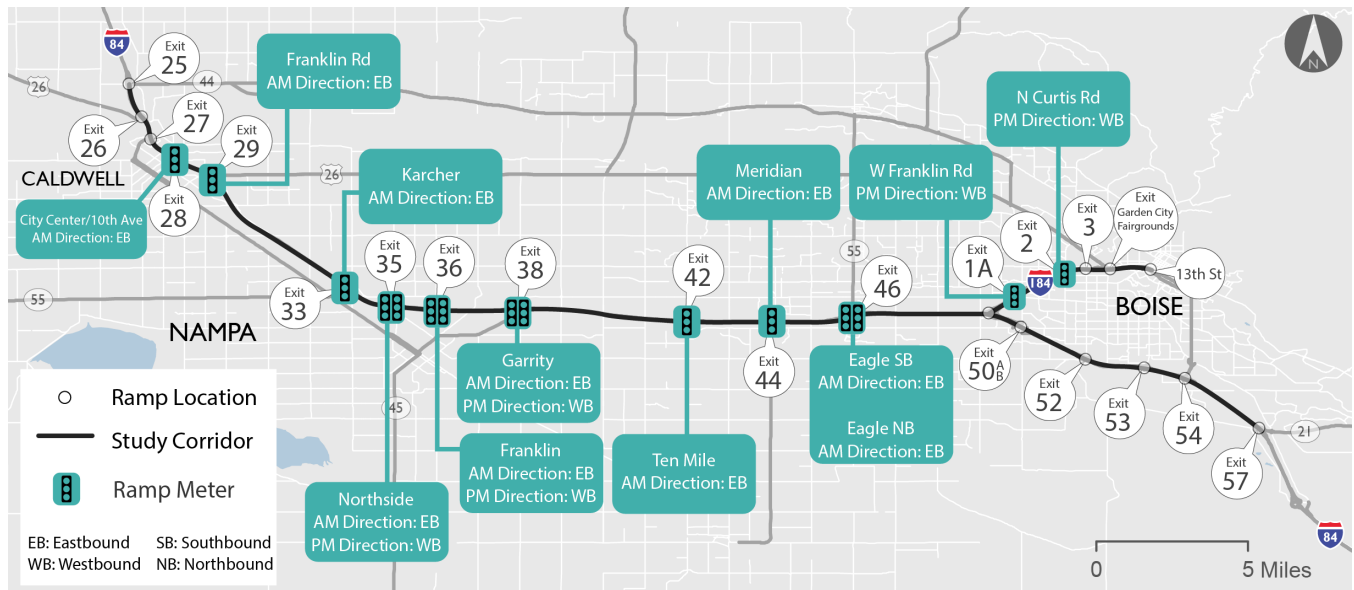 84
Exit
25
26
44
Franklin Rd
AM Direction: EB
Exit
26
Exit
27
Exit
29
CALDWELL
City Center/10th Ave
AM Direction: EB
Exit
28
26
Karcher
AM Direction: EB
Meridian
AM Direction: EB
W Franklin Rd
PM Direction: WB
N Curtis Rd
PM Direction: WB
Exit
33
Exit
35
Exit
36
Exit
38
Exit
42
Exit
44
55
Exit
46
Exit
1A
Exit
2
Exit
3
Exit
Garden City
Fairgrounds
13th St
I 84
BOISE
55
NAMPA
45
Garrity
AM Direction: EB
PM Direction: WB
Franklin
AM Direction: EB
PM Direction: WB
Northside
AM Direction: EB
PM Direction: WB
Ten Mile
AM Direction: EB
Eagle SB
AM Direction: EB
Eagle NB
AM Direction: EB
Exit
50 A
B
Exit
52
Exit
53
Exit
54
Exit
57
21
84
Ramp Location
Study Corridor
Ramp Meter
EB: Eastbound SB: Southbound
WB: Westbound NB: Northbound
0 5 Miles